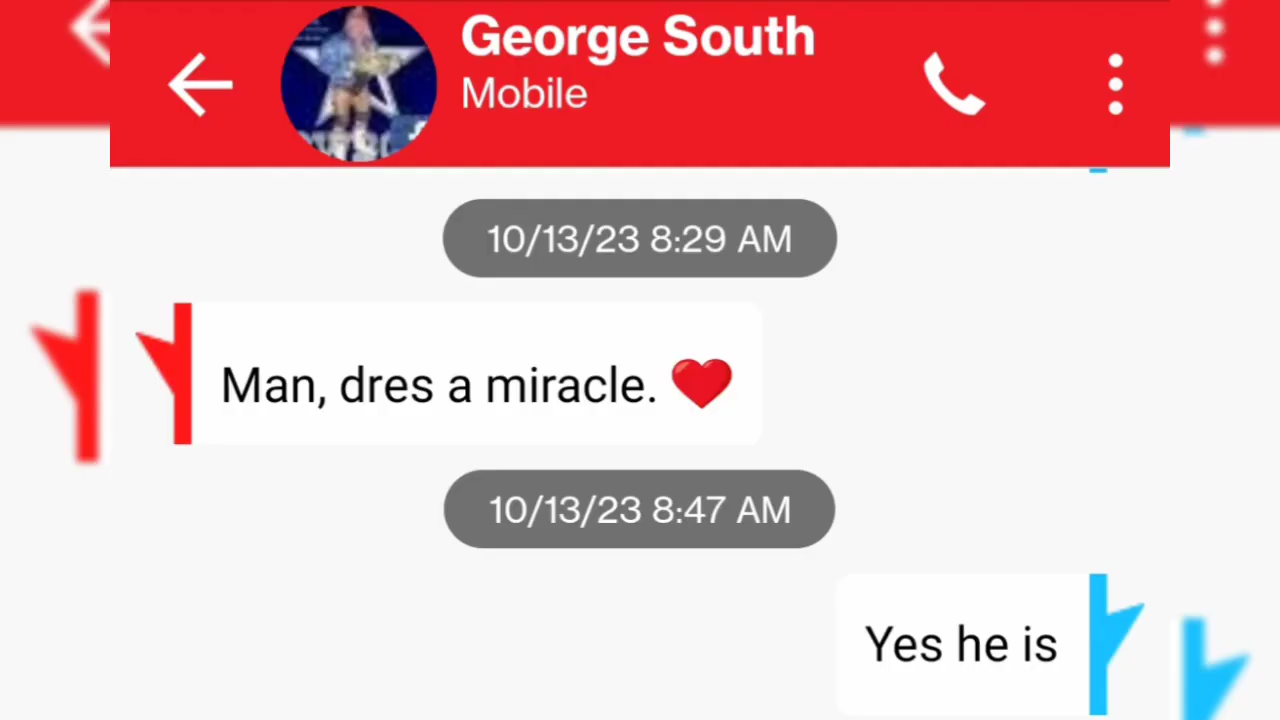 George South
Mobile
10/13/23 8:29 AM
Man, dres a miracle. ❤️
10/13/23 8:47 AM
Yes he is